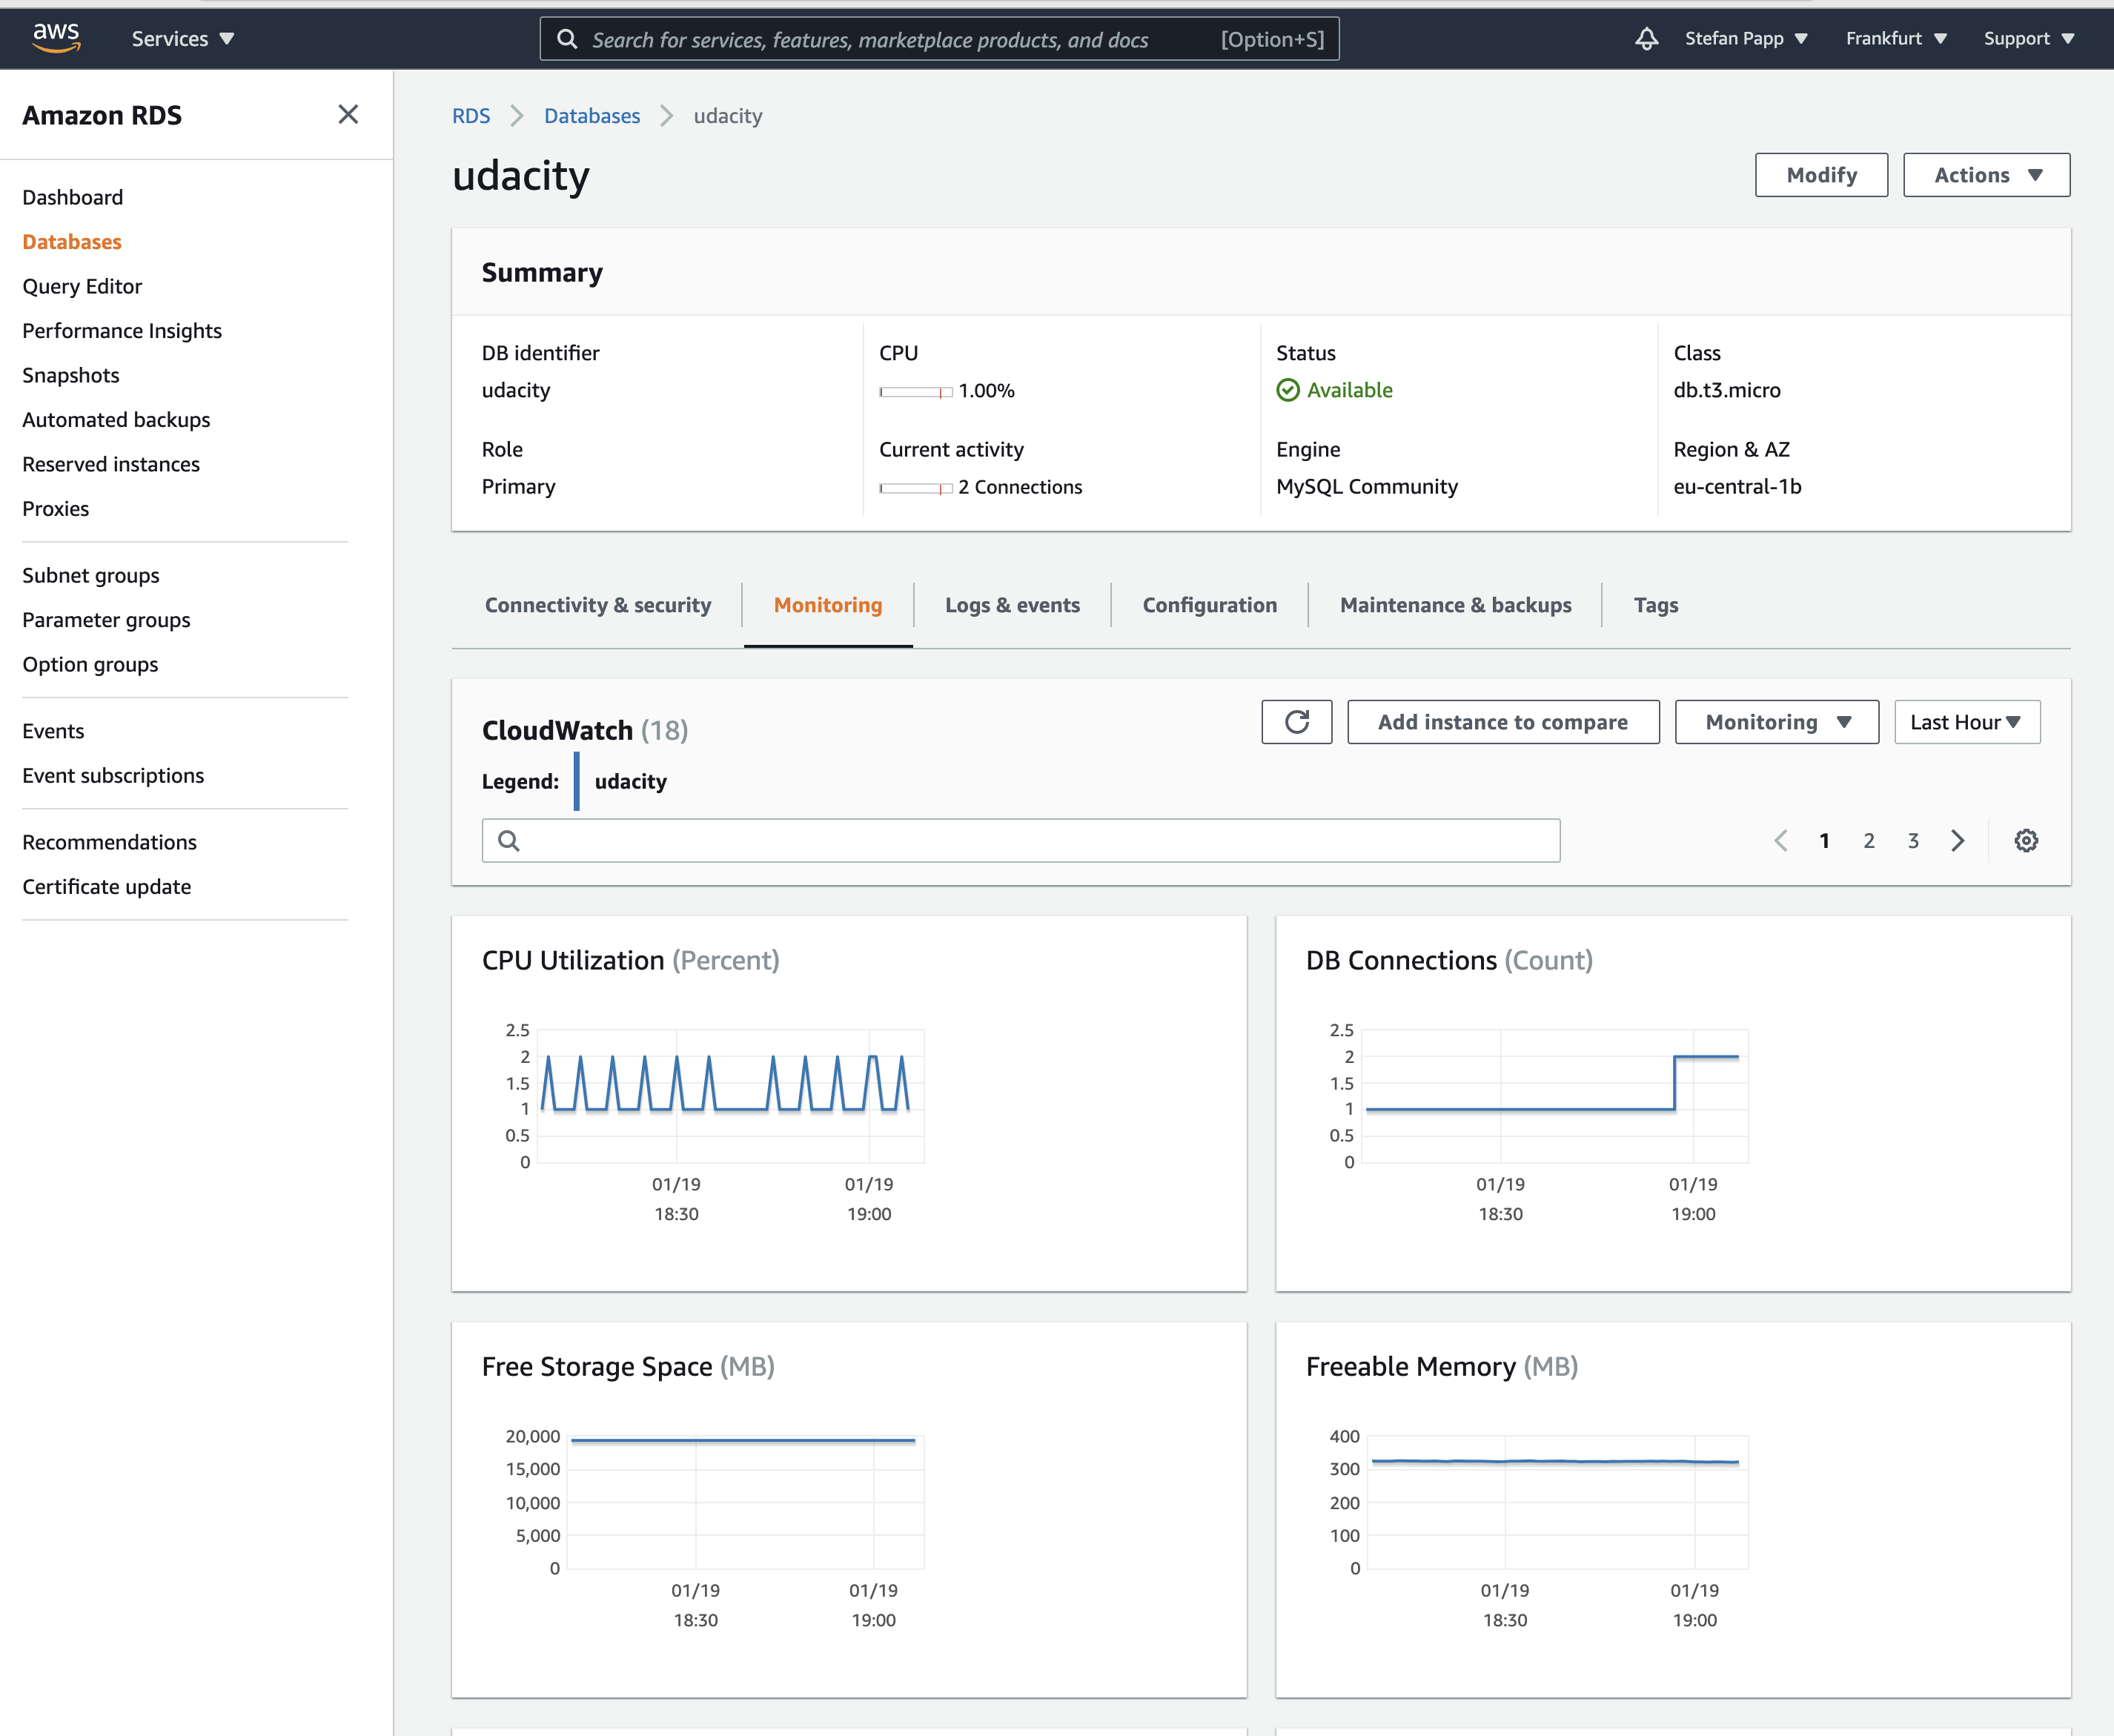 aws
Services
Search for services, features, marketplace products, and docs [Option+S]
Stefan Papp
Frankfurt
Support
Amazon RDS
Dashboard
Databases
Query Editor
Performance Insights
Snapshots
Automated backups
Reserved instances
Proxies
Subnet groups
Parameter groups
Option groups
Events
Event subscriptions
Recommendations
Certificate update
RDS Databases udacity
udacity
Modify
Actions
Summary
DB identifier
udacity
CPU
1.00%
Status
Available
Class
db.t3.micro
Role
Primary
Current activity
2 Connections
Engine
MySQL Community
Region & AZ
eu-central-1b
Connectivity & security
Monitoring
Logs & events
Configuration
Maintenance & backups
Tags
CloudWatch (18)
Add instance to compare
Monitoring
Last Hour
Legend: udacity
1 2 3
CPU Utilization (Percent)
2.5
2
1.5
1
0.5
0
01/19 01/19
18:30 19:00
DB Connections (Count)
2.5
2
1.5
1
0.5
0
01/19 01/19
18:30 19:00
Free Storage Space (MB)
20,000
15,000
10,000
5,000
0
01/19 01/19
18:30 19:00
Freeable Memory (MB)
400
300
200
100
0
01/19 01/19
18:30 19:00